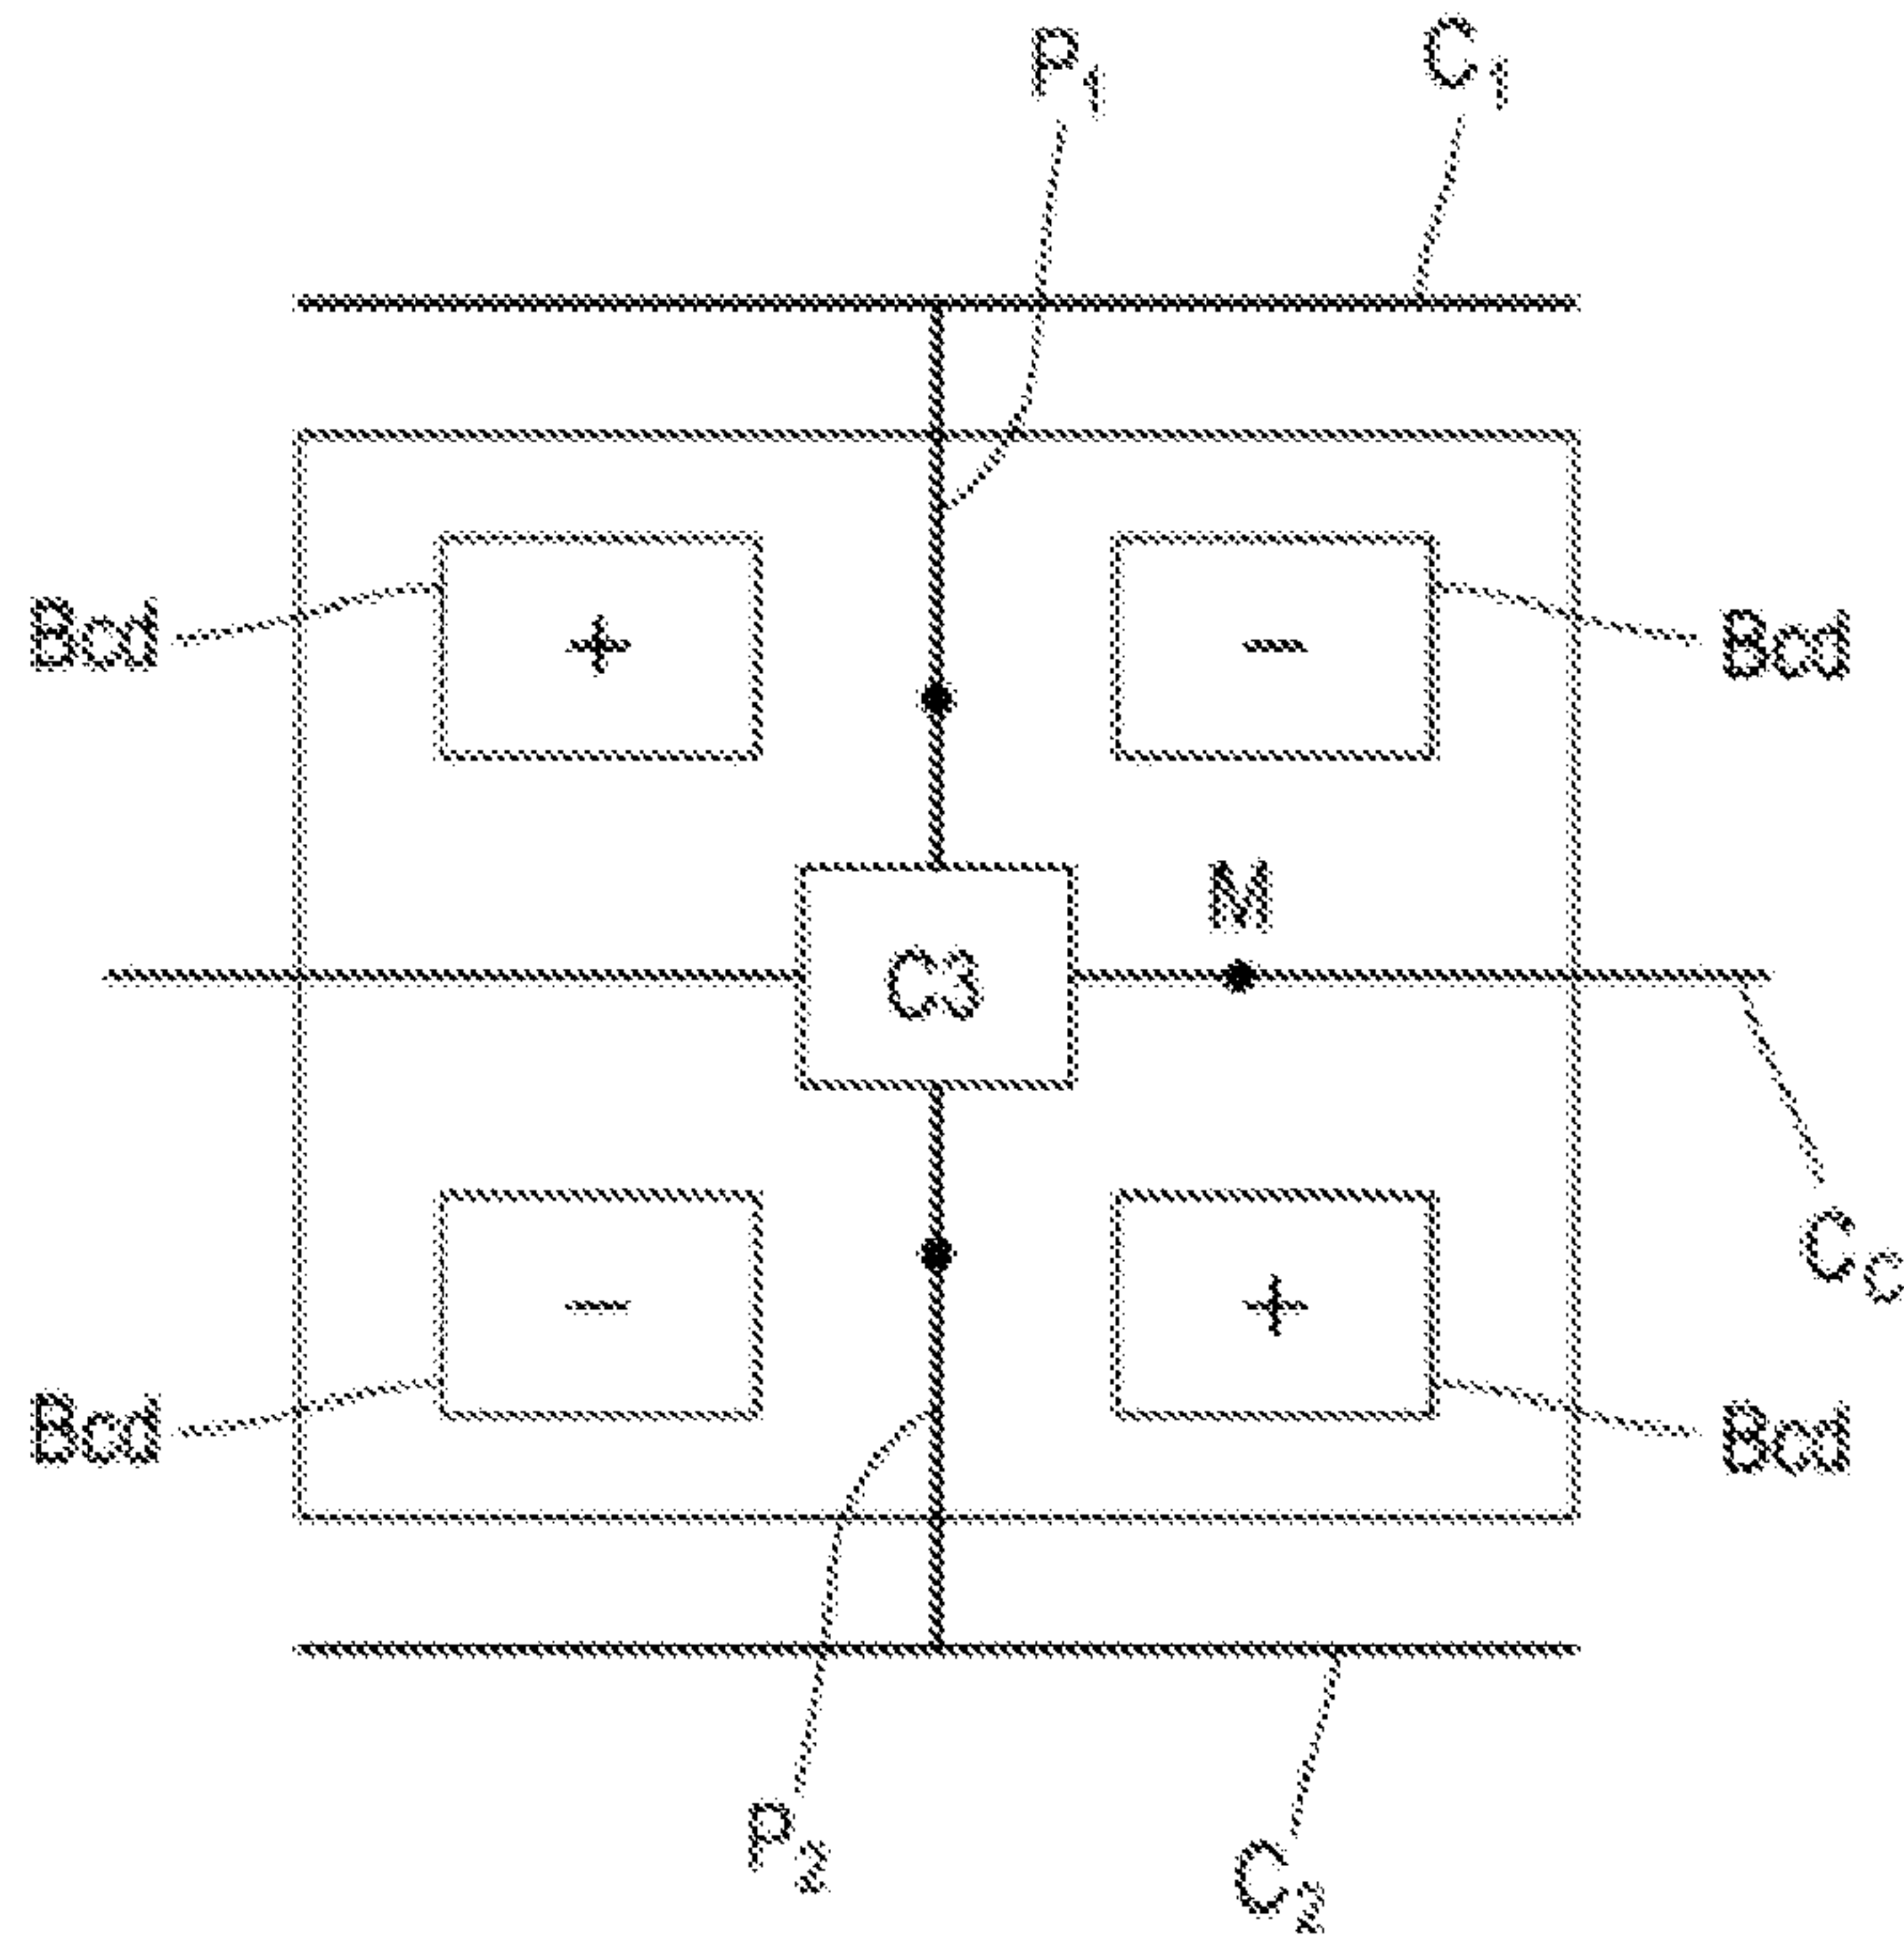 P1 C1
Bcd + − Bcd
M
C3
CC
Bcd − + Bcd
P2 C2